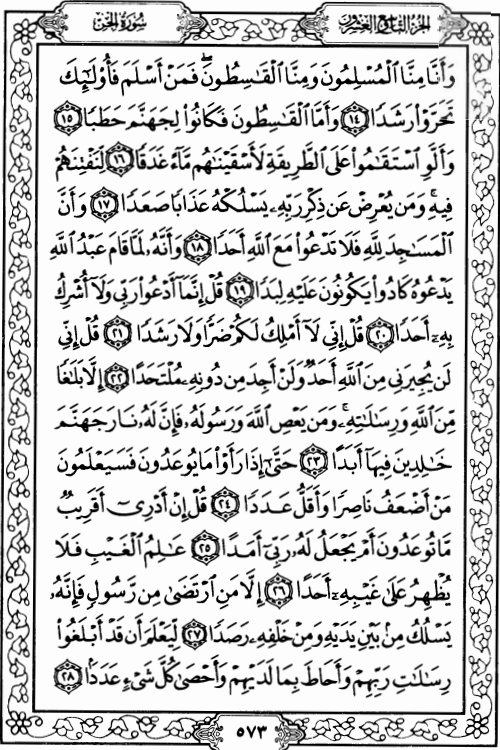 الجزء التاسع والعشرون
سورة الجن
وَأَنَّا مِنَّا ٱلْمُسْلِمُونَ وَمِنَّا ٱلْقَٰسِطُونَ ۖ فَمَنْ أَسْلَمَ فَأُو۟لَٰٓئِكَ
تَحَرَّوْا۟ رَشَدًا ١٤ وَأَمَّا ٱلْقَٰسِطُونَ فَكَانُوا۟ لِجَهَنَّمَ حَطَبًا ١٥
وَأَلَّوِ ٱسْتَقَٰمُوا۟ عَلَى ٱلطَّرِيقَةِ لَأَسْقَيْنَٰهُم مَّآءً غَدَقًا ١٦ لِّنَفْتِنَهُمْ
فِيهِ ۚ وَمَن يُعْرِضْ عَن ذِكْرِ رَبِّهِۦ يَسْلُكْهُ عَذَابًا صَعَدًا ١٧ وَأَنَّ
ٱلْمَسَٰجِدَ لِلَّهِ فَلَا تَدْعُوا۟ مَعَ ٱللَّهِ أَحَدًا ١٨ وَأَنَّهُۥ لَمَّا قَامَ عَبْدُ ٱللَّهِ
يَدْعُوهُ كَادُوا۟ يَكُونُونَ عَلَيْهِ لِبَدًا ١٩ قُلْ إِنَّمَآ أَدْعُوا۟ رَبِّى وَلَآ أُشْرِكُ
بِهِۦٓ أَحَدًا ٢٠ قُلْ إِنِّى لَآ أَمْلِكُ لَكُمْ ضَرًّا وَلَا رَشَدًا ٢١ قُلْ إِنِّى
لَن يُجِيرَنِى مِنَ ٱللَّهِ أَحَدٌ وَلَنْ أَجِدَ مِن دُونِهِۦ مُلْتَحَدًا ٢٢ إِلَّا بَلَٰغًا
مِّنَ ٱللَّهِ وَرِسَٰلَٰتِهِۦ ۚ وَمَن يَعْصِ ٱللَّهَ وَرَسُولَهُۥ فَإِنَّ لَهُۥ نَارَ جَهَنَّمَ
خَٰلِدِينَ فِيهَآ أَبَدًا ٢٣ حَتَّىٰٓ إِذَا رَأَوْا۟ مَا يُوعَدُونَ فَسَيَعْلَمُونَ
مَنْ أَضْعَفُ نَاصِرًا وَأَقَلُّ عَدَدًا ٢٤ قُلْ إِنْ أَدْرِىٓ أَقَرِيبٌ
مَّا تُوعَدُونَ أَمْ يَجْعَلُ لَهُۥ رَبِّىٓ أَمَدًا ٢٥ عَٰلِمُ ٱلْغَيْبِ فَلَا
يُظْهِرُ عَلَىٰ غَيْبِهِۦٓ أَحَدًا ٢٦ إِلَّا مَنِ ٱرْتَضَىٰ مِن رَّسُولٍ فَإِنَّهُۥ
يَسْلُكُ مِنۢ بَيْنِ يَدَيْهِ وَمِنْ خَلْفِهِۦ رَصَدًا ٢٧ لِّيَعْلَمَ أَن قَدْ أَبْلَغُوا۟
رِسَٰلَٰتِ رَبِّهِمْ وَأَحَاطَ بِمَا لَدَيْهِمْ وَأَحْصَىٰ كُلَّ شَىْءٍ عَدَدًۢا ٢٨
٥٧٣